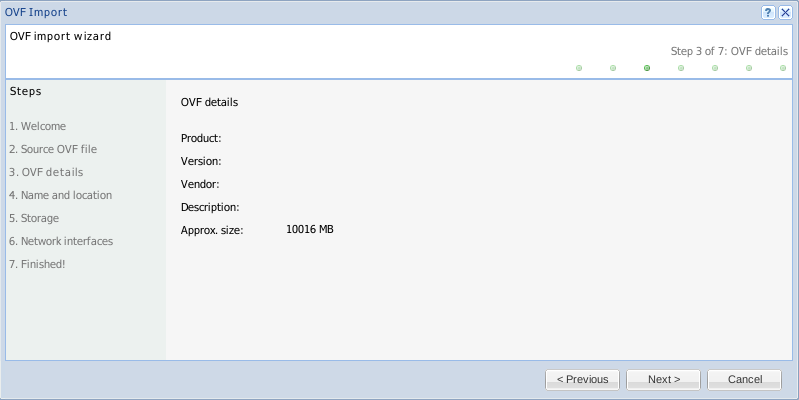 OVF Import
OVF import wizard
Step 3 of 7: OVF details
Steps
1. Welcome
2. Source OVF file
3. OVF details
4. Name and location
5. Storage
6. Network interfaces
7. Finished!
OVF details
Product:
Version:
Vendor:
Description:
Approx. size: 10016 MB
< Previous Next > Cancel